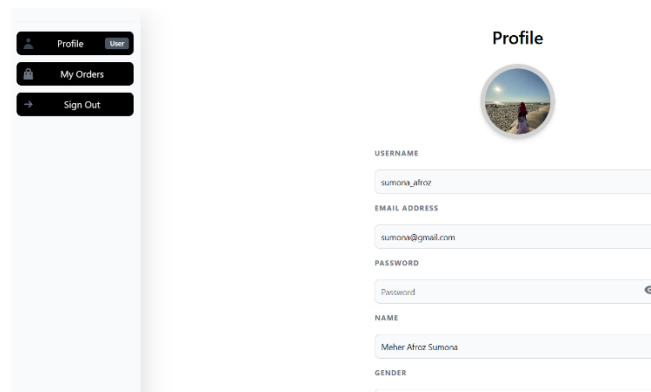 Profile User
My Orders
Sign Out
Profile
USERNAME
sumona_afroz
EMAIL ADDRESS
sumona@gmail.com
PASSWORD
Password
NAME
Meher Afroz Sumona
GENDER